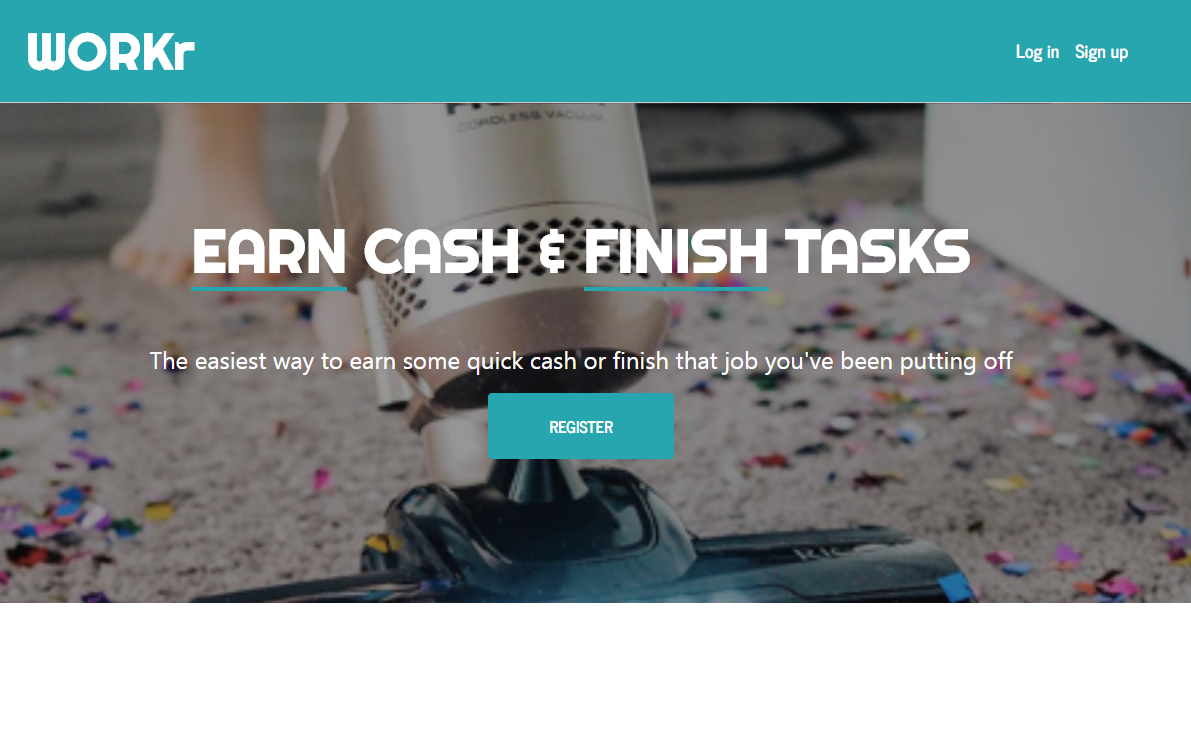 WORKr
Log in Sign up
CORDLESS VACUUM
EARN CASH & FINISH TASKS
The easiest way to earn some quick cash or finish that job you've been putting off
REGISTER